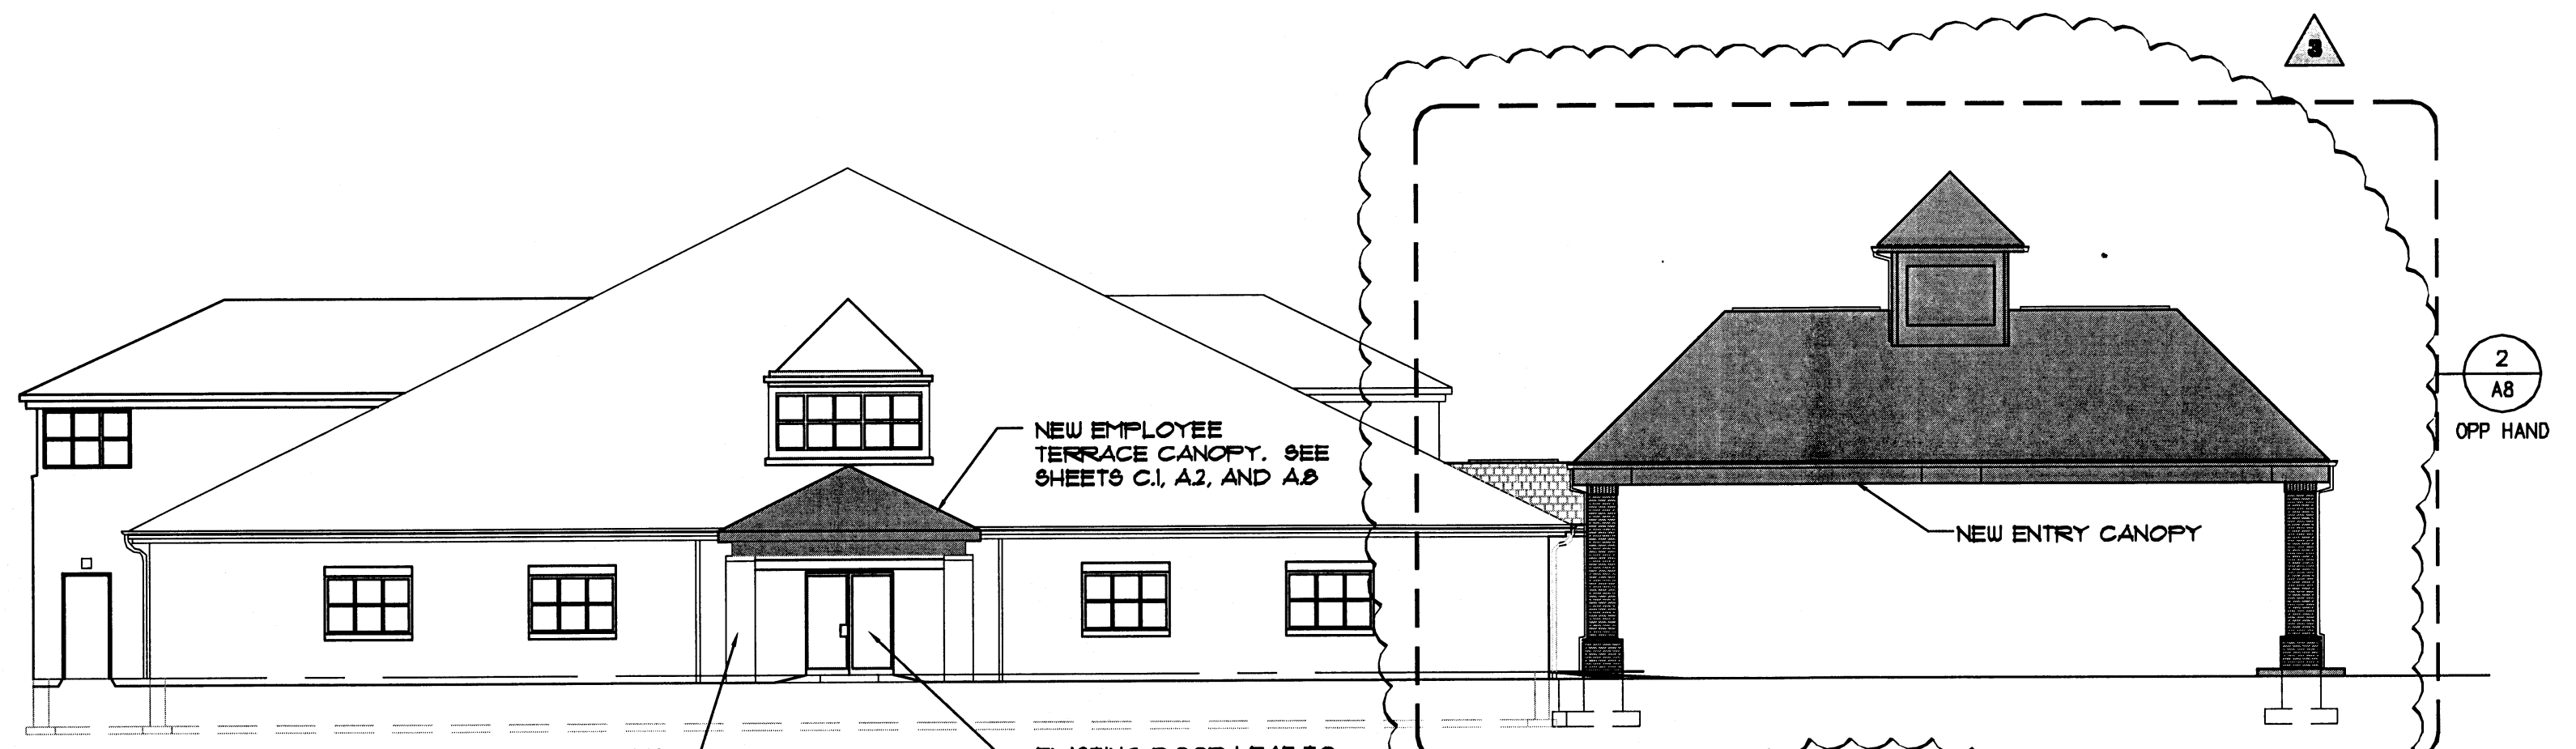 3
NEW EMPLOYEE
TERRACE CANOPY. SEE
SHEETS C.1, A.2, AND A.8
2
A8
OPP HAND
NEW ENTRY CANOPY